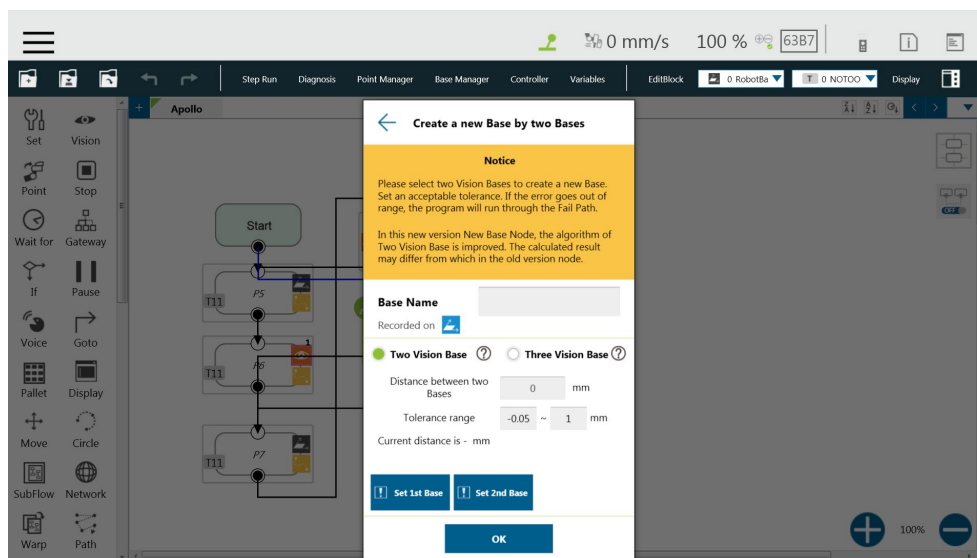 0 mm/s 100 % 63B7
Step Run Diagnosis Point Manager Base Manager Controller Variables EditBlock 0 RobotBa T 0 NOTOO Display
+ Apollo
Set Vision
Point Stop
Wait for Gateway
If Pause
Voice Goto
Pallet Display
Move Circle
SubFlow Network
Warp Path
Start
T11 P5
T11 P6 1
T11 P7
Create a new Base by two Bases
Notice
Please select two Vision Bases to create a new Base.
Set an acceptable tolerance. If the error goes out of
range, the program will run through the Fail Path.
In this new version New Base Node, the algorithm of
Two Vision Base is improved. The calculated result
may differ from which in the old version node.
Base Name
Recorded on
Two Vision Base ? Three Vision Base ?
Distance between two
Bases 0 mm
Tolerance range -0.05 ~ 1 mm
Current distance is - mm
! Set 1st Base ! Set 2nd Base
OK
OFF
100%